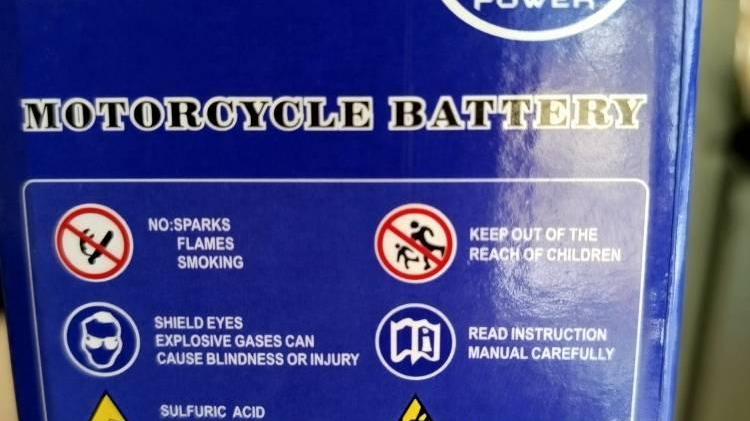 POWER
MOTORCYCLE BATTERY
NO:SPARKS
FLAMES
SMOKING
KEEP OUT OF THE
REACH OF CHILDREN
SHIELD EYES
EXPLOSIVE GASES CAN
CAUSE BLINDNESS OR INJURY
READ INSTRUCTION
MANUAL CAREFULLY
SULFURIC ACID